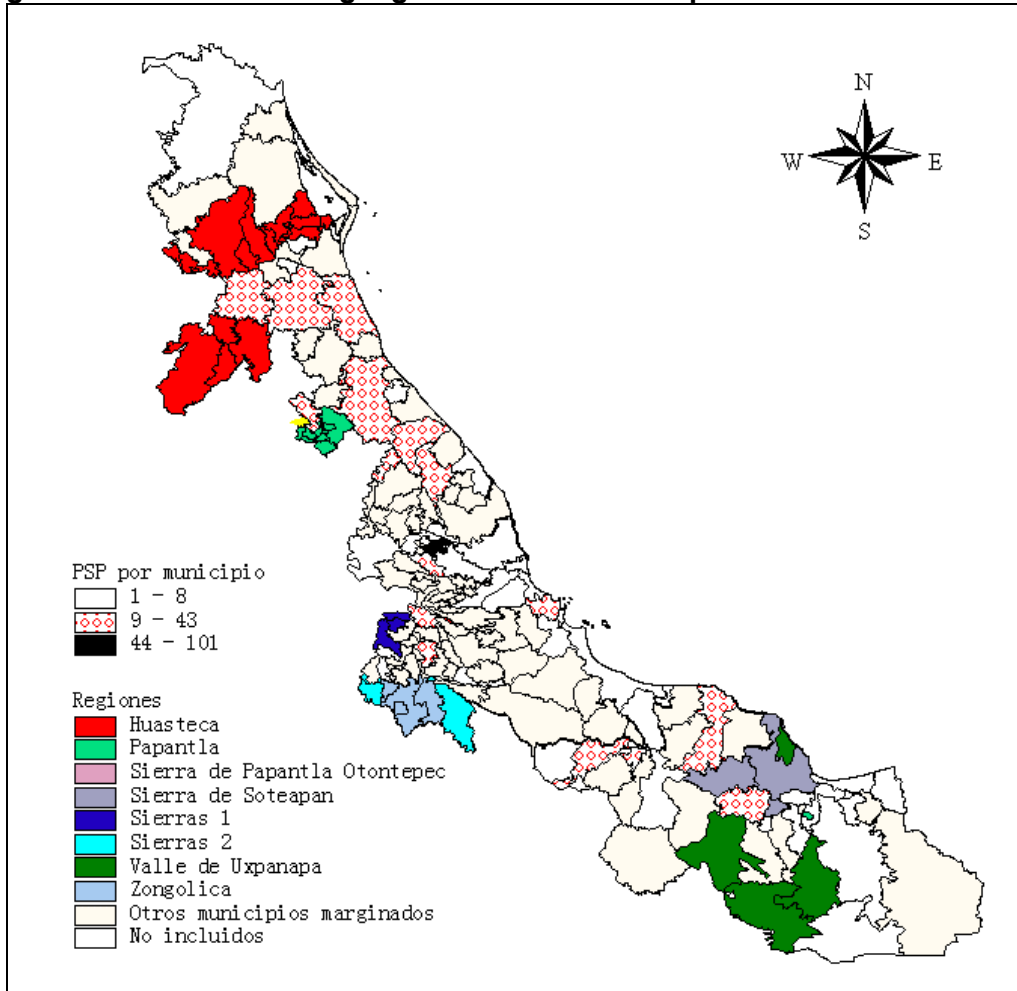 N
W E
S
PSP por municipio
1 - 8
9 - 43
44 - 101
Regiones
Huasteca
Papantla
Sierra de Papantla Otontepec
Sierra de Soteapan
Sierras 1
Sierras 2
Valle de Uxpanapa
Zongolica
Otros municipios marginados
No incluidos